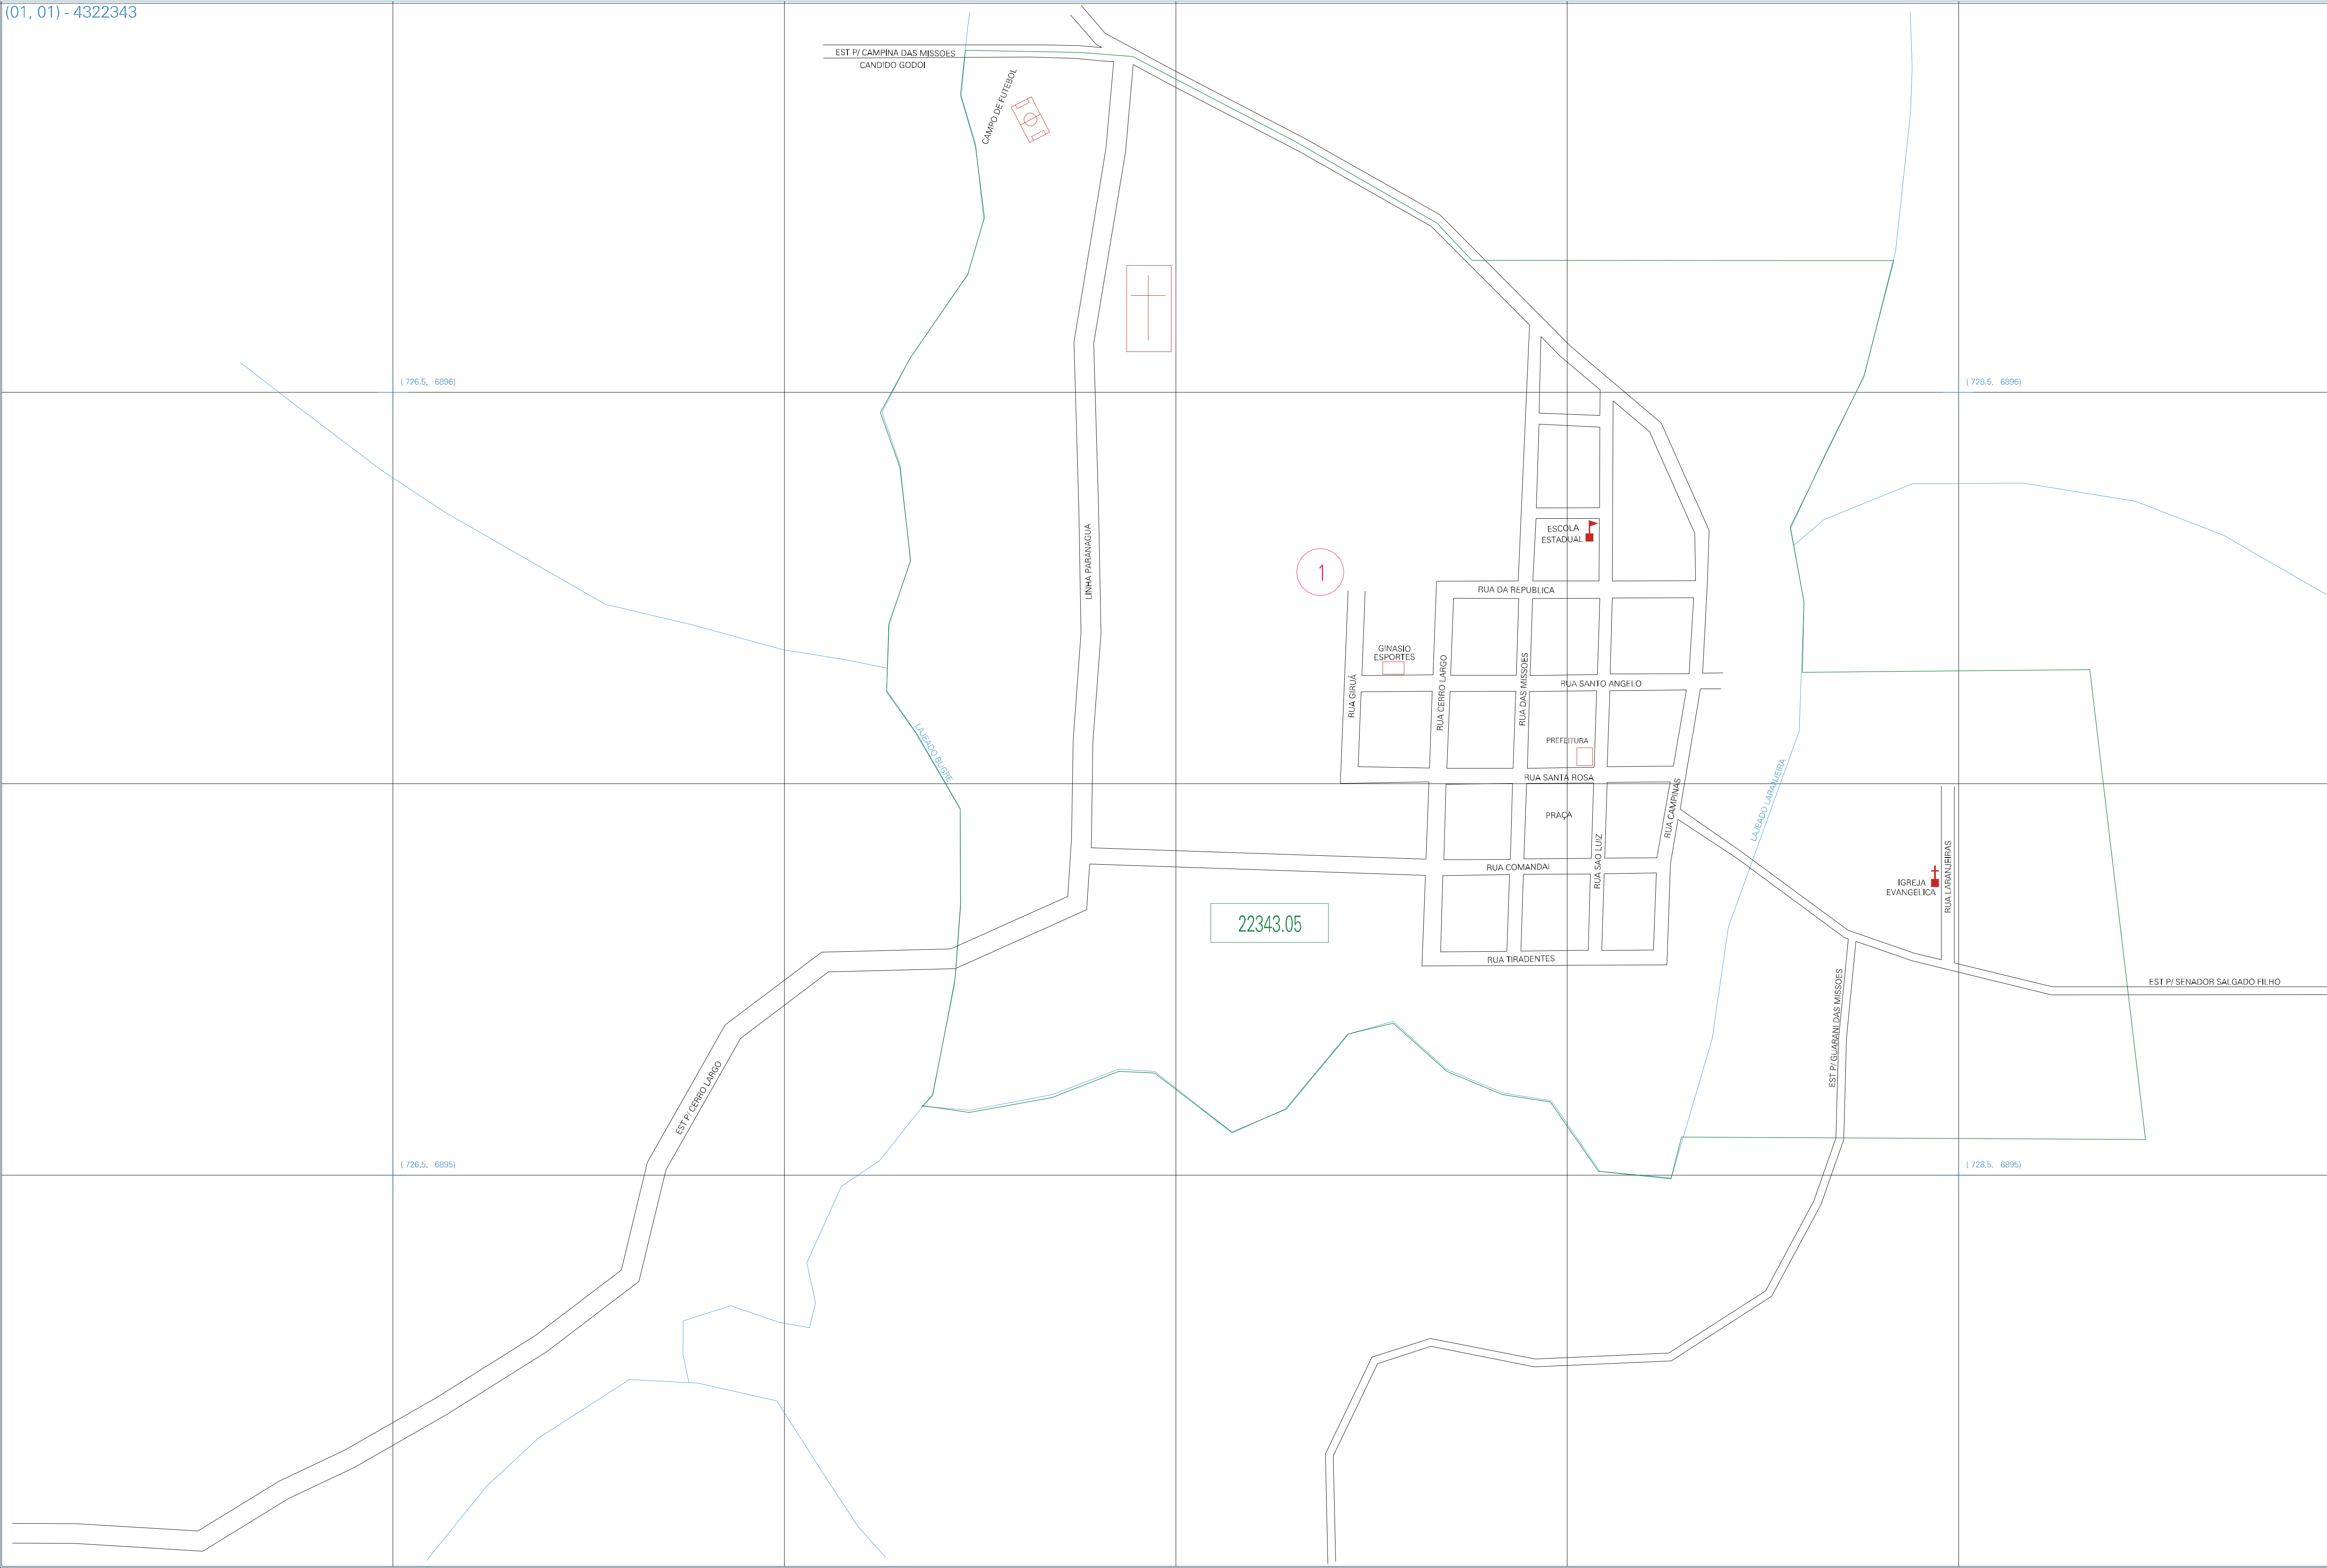 (01, 01) - 4322343
EST P/ CAMPINA DAS MISSOES
CANDIDO GODOI
CAMPO DE FUTEBOL
( 726.5, 6896)
( 728.5, 6896)
LINHA PARANAGUA
ESCOLA
ESTADUAL
1
RUA DA REPUBLICA
GINASIO
ESPORTES
RUA GIRUÁ
RUA CERRO LARGO
RUA DAS MISSOES
RUA SANTO ANGELO
PREFEITURA
LAJEADO BUGRE
RUA SANTA ROSA
RUA CAMPINAS
LAJEADO LARANJEIRA
PRAÇA
RUA SAO LUIZ
RUA COMANDAI
IGREJA
EVANGELICA
RUA LARANJEIRAS
22343.05
RUA TIRADENTES
EST P/ SENADOR SALGADO FILHO
EST P/ GUARANI DAS MISSOES
EST P/ CERRO LARGO
( 726.5, 6895)
( 728.5, 6895)